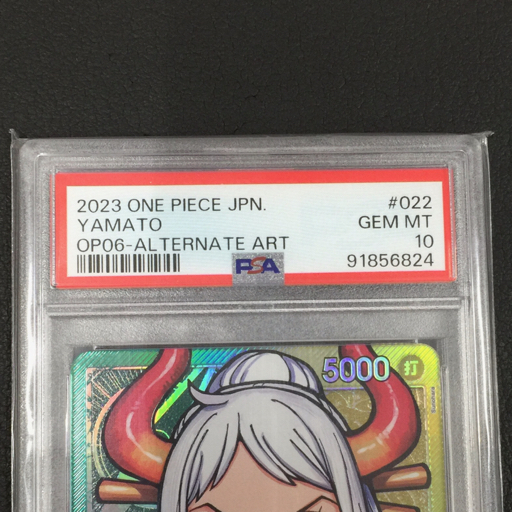 2023 ONE PIECE JPN. #022
YAMATO GEM MT
OP06-ALTERNATE ART 10
PSA 91856824
5000 打